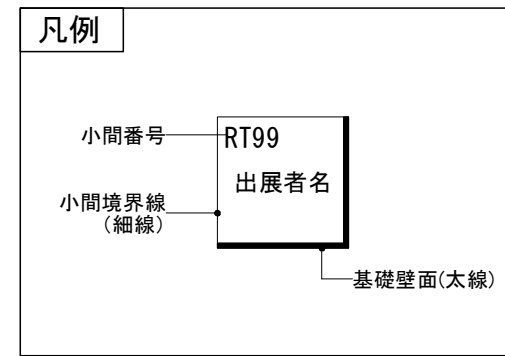 凡例
小間番号
RT99
出展者名
小間境界線
(細線)
基礎壁面(太線)